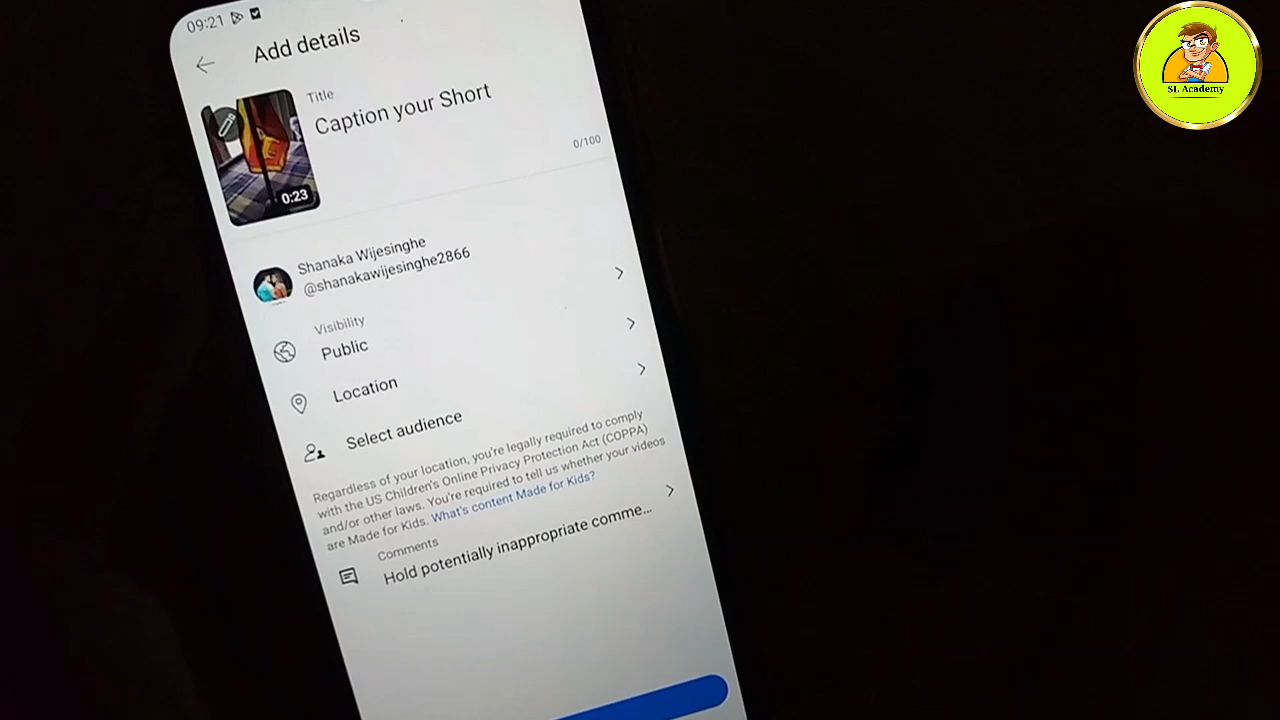 09:21
Add details
Title
Caption your Short
0/100
0:23
Shanaka Wijesinghe
@shanakawijesinghe2866
Visibility
Public
Location
Select audience
Regardless of your location, you're legally required to comply
with the US Children's Online Privacy Protection Act (COPPA)
and/or other laws. You're required to tell us whether your videos
are Made for Kids. What's content Made for Kids?
Comments
Hold potentially inappropriate comme...
SL Academy